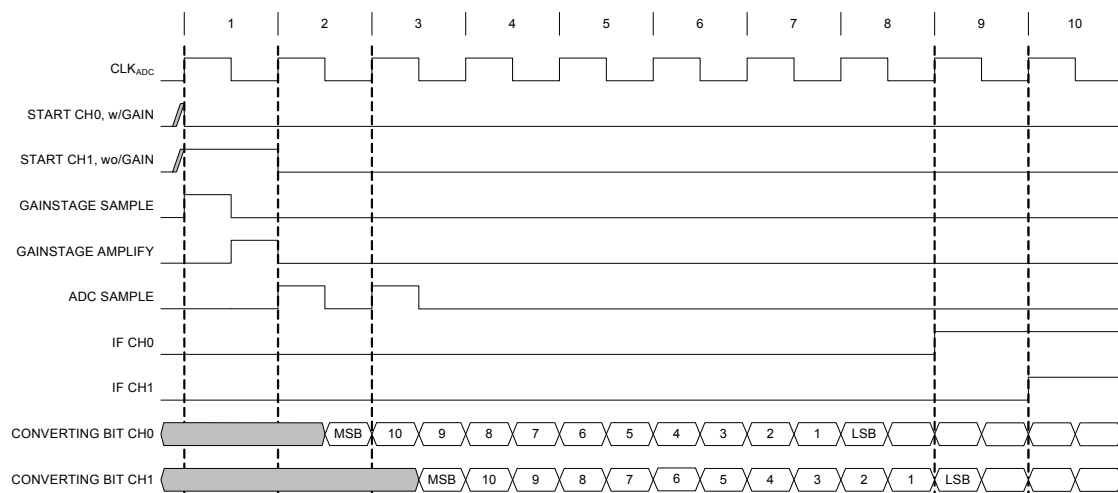 1 2 3 4 5 6 7 8 9 10
CLKADC
START CH0, w/GAIN
START CH1, wo/GAIN
GAINSTAGE SAMPLE
GAINSTAGE AMPLIFY
ADC SAMPLE
IF CH0
IF CH1
CONVERTING BIT CH0 MSB 10 9 8 7 6 5 4 3 2 1 LSB
CONVERTING BIT CH1 MSB 10 9 8 7 6 5 4 3 2 1 LSB